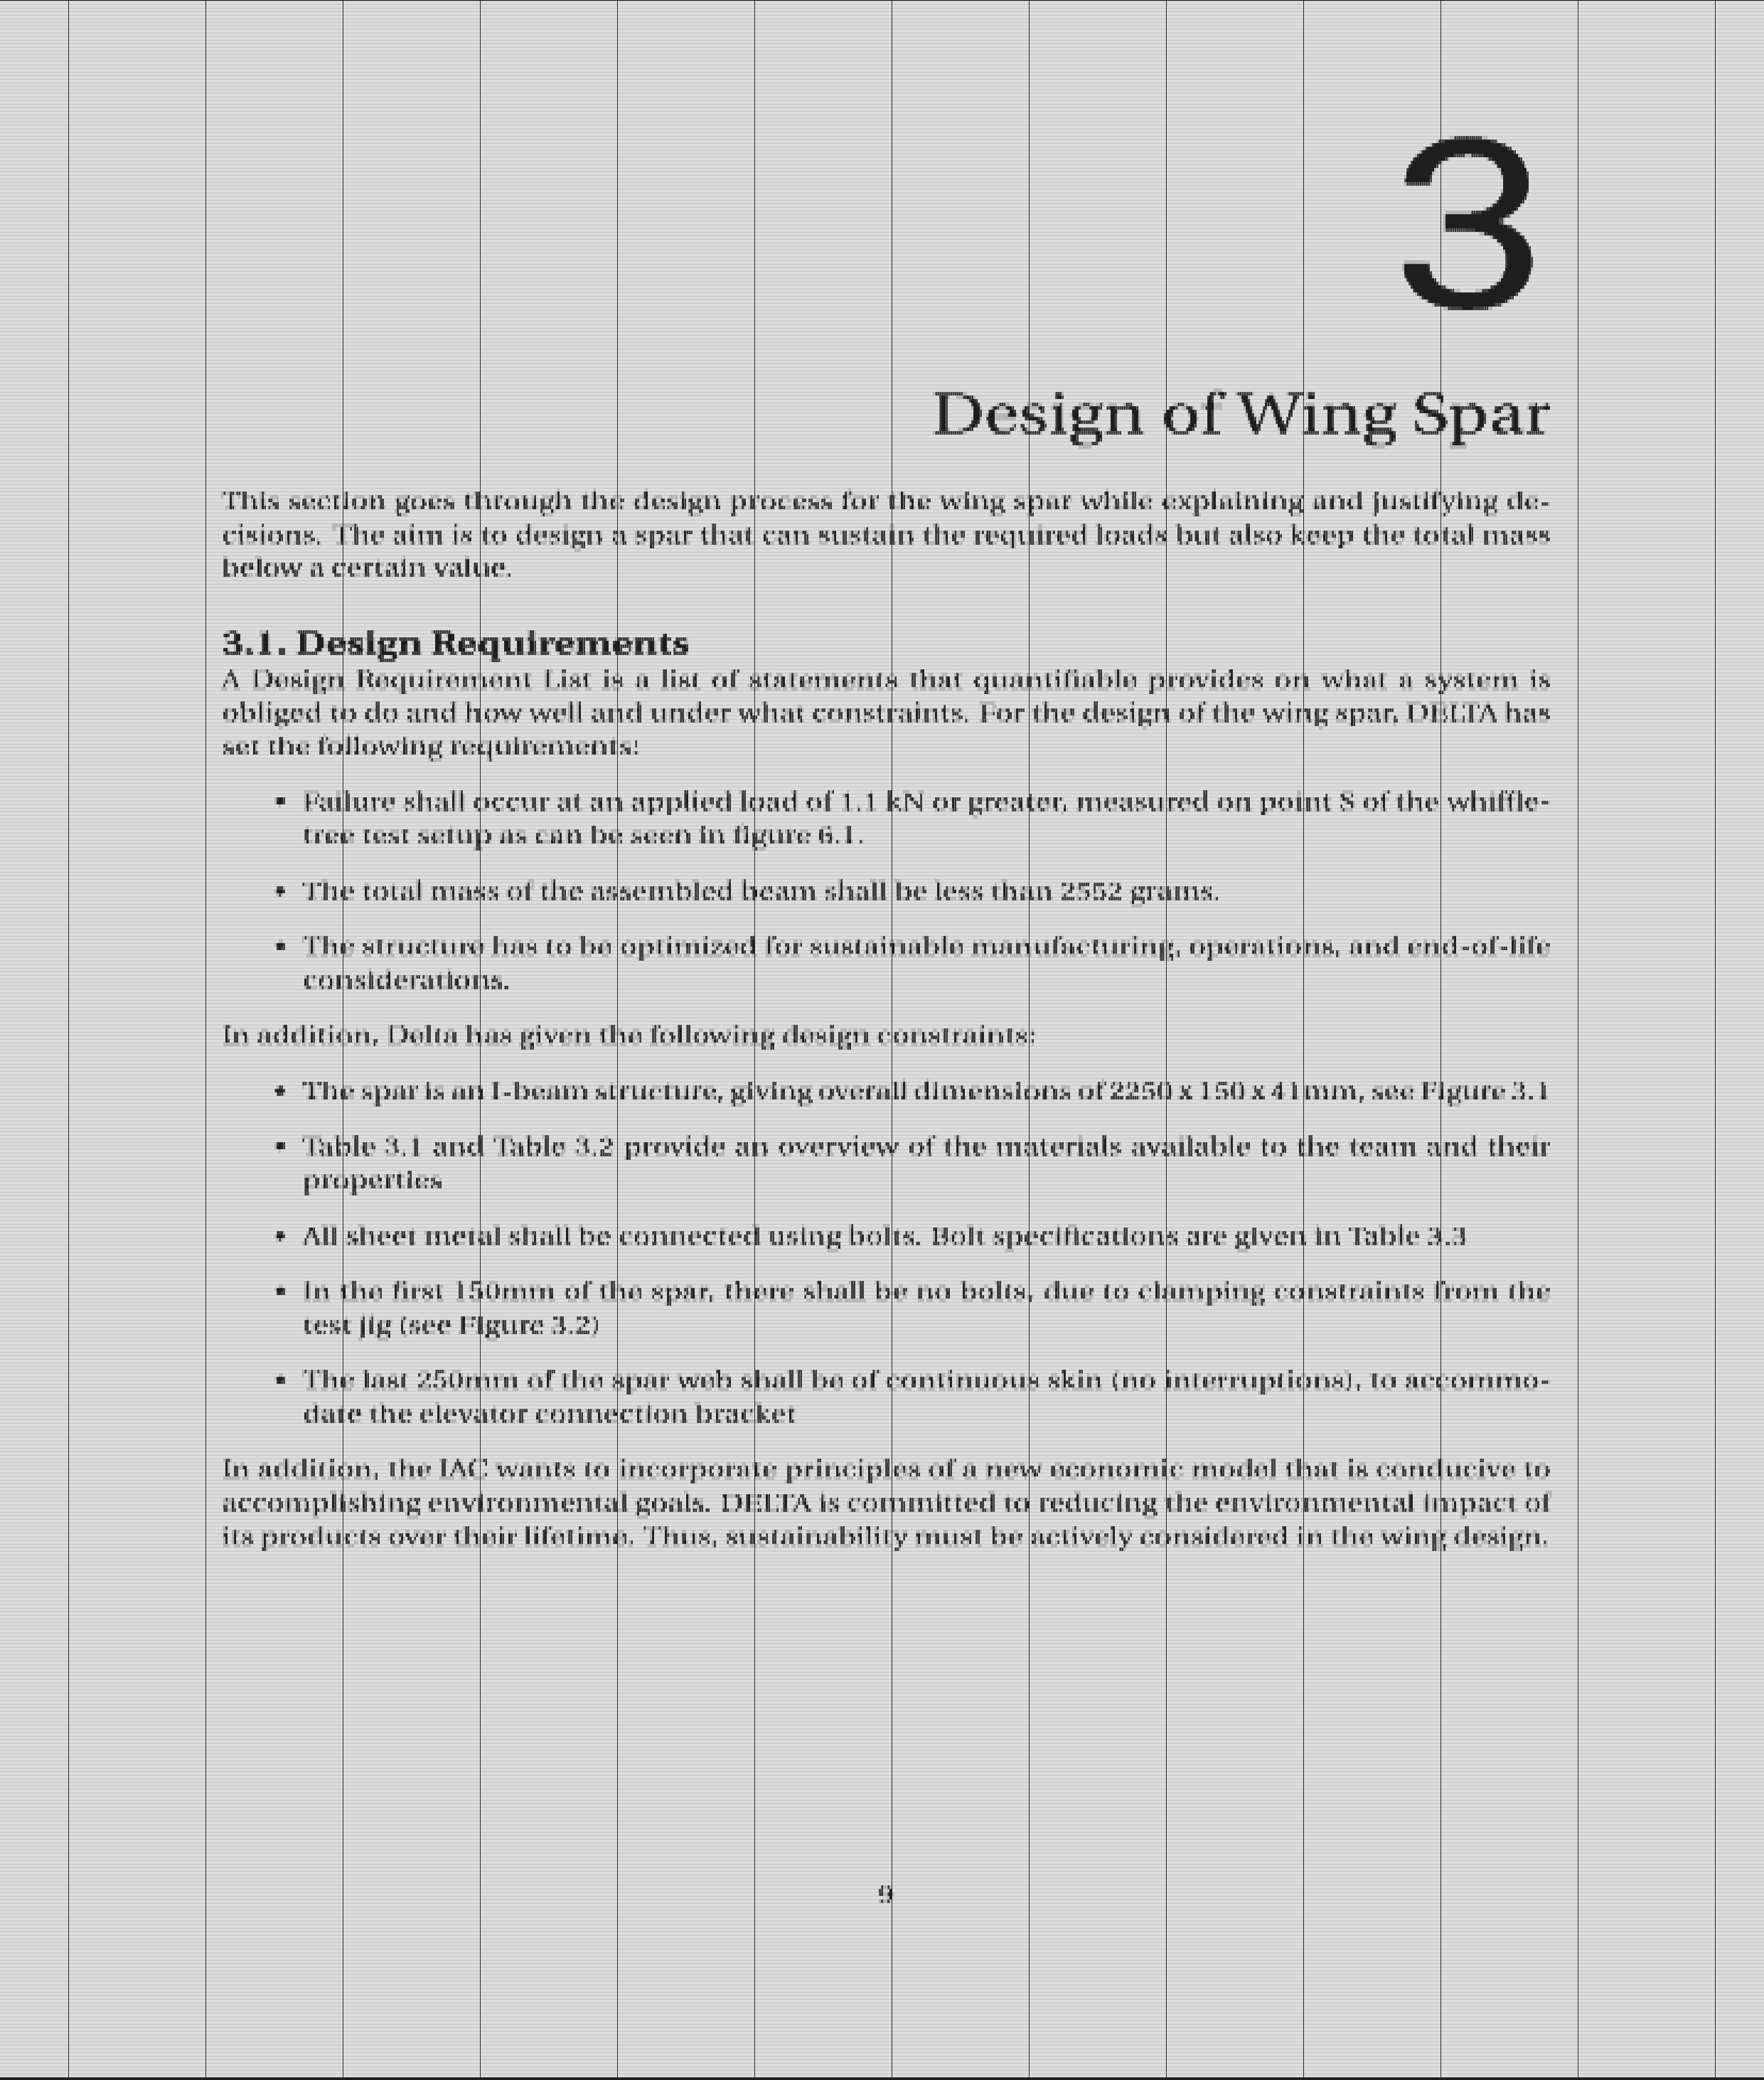 3
Design of Wing Spar
This section goes through the design process for the wing spar while explaining and justifying de-
cisions. The aim is to design a spar that can sustain the required loads but also keep the total mass
below a certain value.
3.1. Design Requirements
A Design Requirement List is a list of statements that quantifiable provides on what a system is
obliged to do and how well and under what constraints. For the design of the wing spar, DELTA has
set the following requirements:
• Failure shall occur at an applied load of 1.1 kN or greater, measured on point S of the whiffle-
tree test setup as can be seen in figure 6.1.
• The total mass of the assembled beam shall be less than 2552 grams.
• The structure has to be optimized for sustainable manufacturing, operations, and end-of-life
considerations.
In addition, Delta has given the following design constraints:
• The spar is an I-beam structure, giving overall dimensions of 2250 x 150 x 41mm, see Figure 3.1
• Table 3.1 and Table 3.2 provide an overview of the materials available to the team and their
properties
• All sheet metal shall be connected using bolts. Bolt specifications are given in Table 3.3
• In the first 150mm of the spar, there shall be no bolts, due to clamping constraints from the
test jig (see Figure 3.2)
• The last 250mm of the spar web shall be of continuous skin (no interruptions), to accommo-
date the elevator connection bracket
In addition, the IAC wants to incorporate principles of a new economic model that is conducive to
accomplishing environmental goals. DELTA is committed to reducing the environmental impact of
its products over their lifetime. Thus, sustainability must be actively considered in the wing design.
9